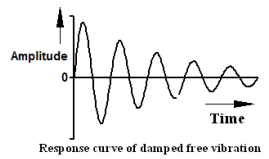 Amplitude
0
Time
Response curve of damped free vibration